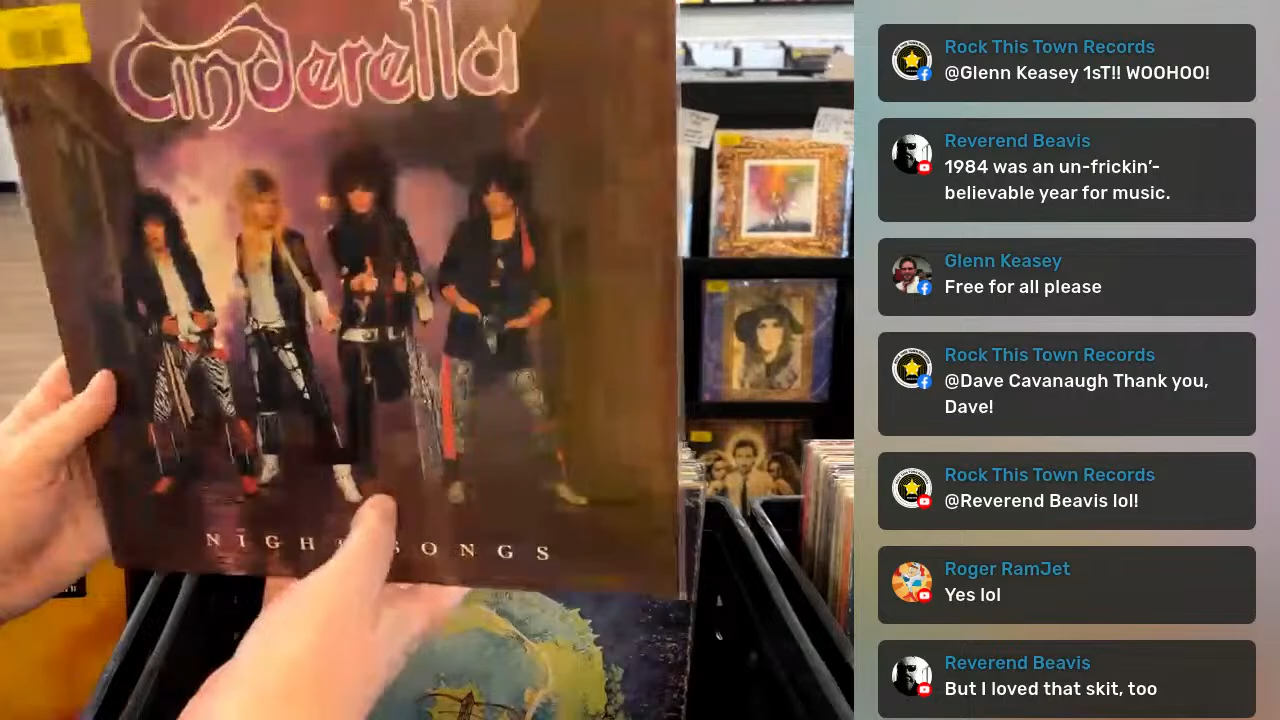 Cinderella
NIGHT SONGS
Rock This Town Records
@Glenn Keasey 1sT!! WOOHOO!
Reverend Beavis
1984 was an un-frickin’-
believable year for music.
Glenn Keasey
Free for all please
Rock This Town Records
@Dave Cavanaugh Thank you,
Dave!
Rock This Town Records
@Reverend Beavis lol!
Roger RamJet
Yes lol
Reverend Beavis
But I loved that skit, too